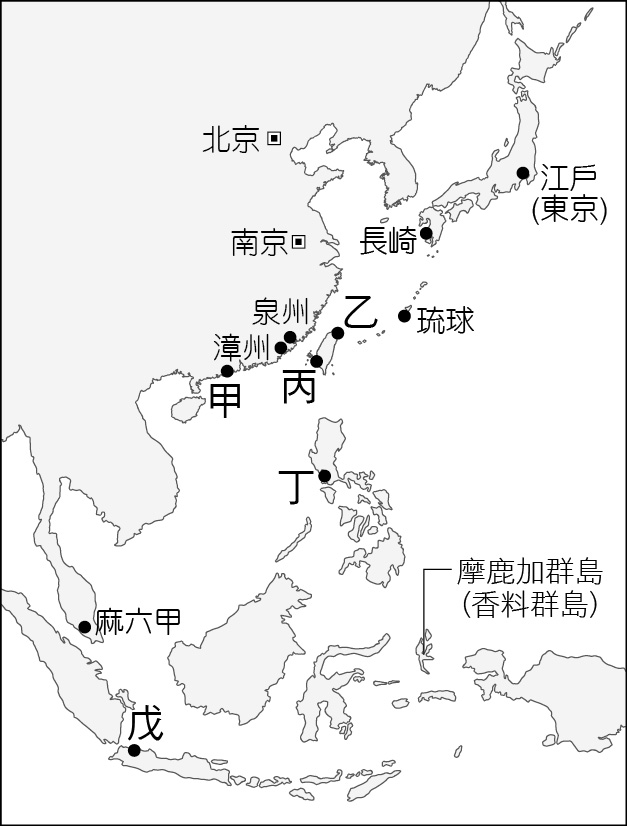 北京
江戶
(東京)
南京
長崎
乙
泉州
琉球
漳州
甲
丙
丁
摩鹿加群島
(香料群島)
麻六甲
戊